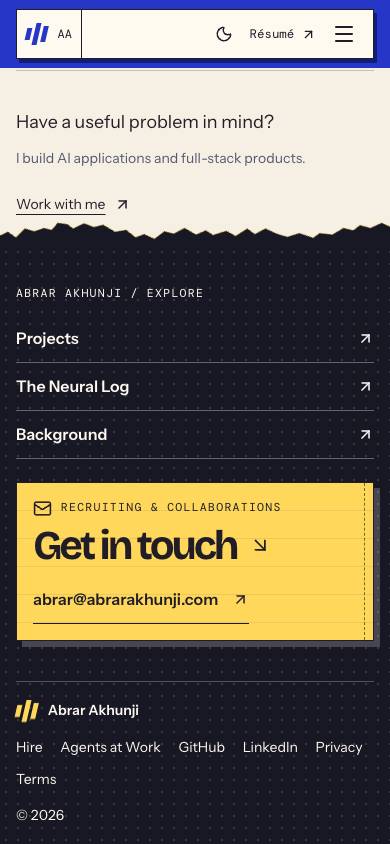 AA
Résumé
Have a useful problem in mind?
I build AI applications and full-stack products.
Work with me
ABRAR AKHUNJI / EXPLORE
Projects
The Neural Log
Background
RECRUITING & COLLABORATIONS
Get in touch
abrar@abrarakhunji.com
Abrar Akhunji
Hire Agents at Work GitHub LinkedIn Privacy
Terms
© 2026